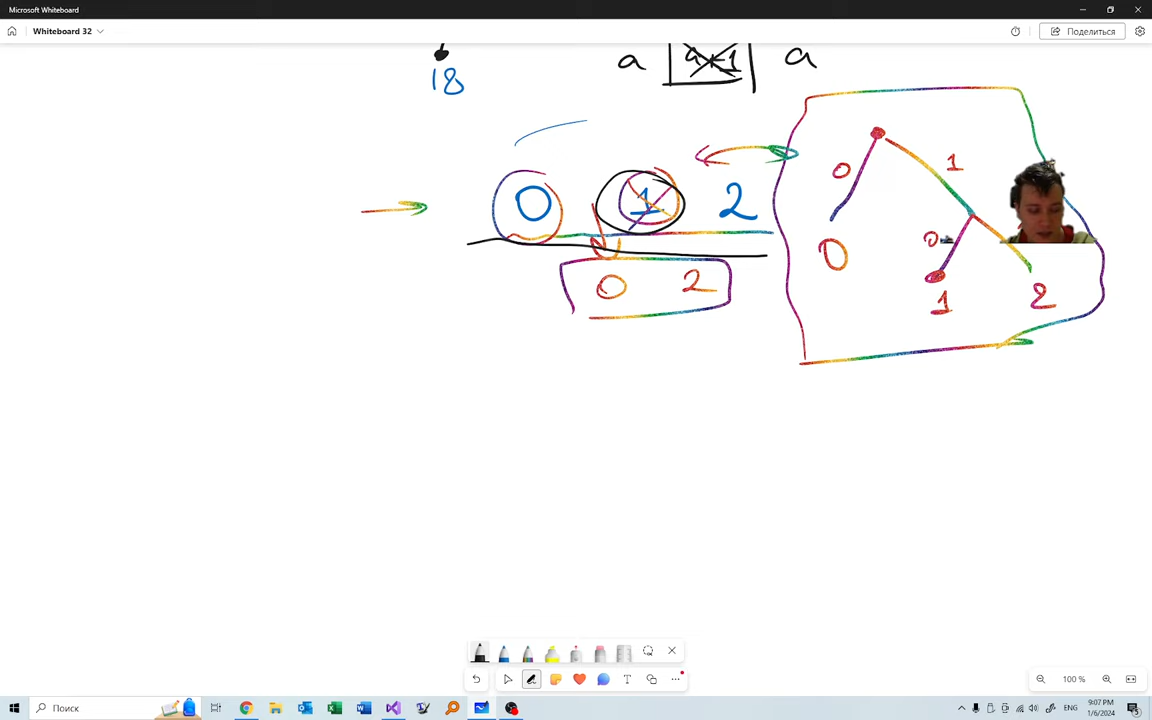 Microsoft Whiteboard
Whiteboard 32
Поделиться
18
a
a+1
a
0 1 2
0 2
0
1
0
0
1
2
100 %
Поиск
ENG
9:07 PM
1/6/2024